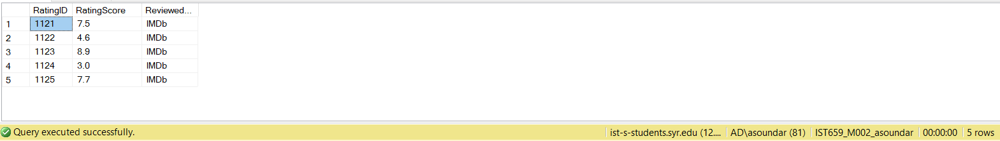 RatingID RatingScore Reviewed...
1 1121 7.5 IMDb
2 1122 4.6 IMDb
3 1123 8.9 IMDb
4 1124 3.0 IMDb
5 1125 7.7 IMDb
Query executed successfully. ist-s-students.syr.edu (12.... AD\asoundar (81) IST659_M002_asoundar 00:00:00 5 rows